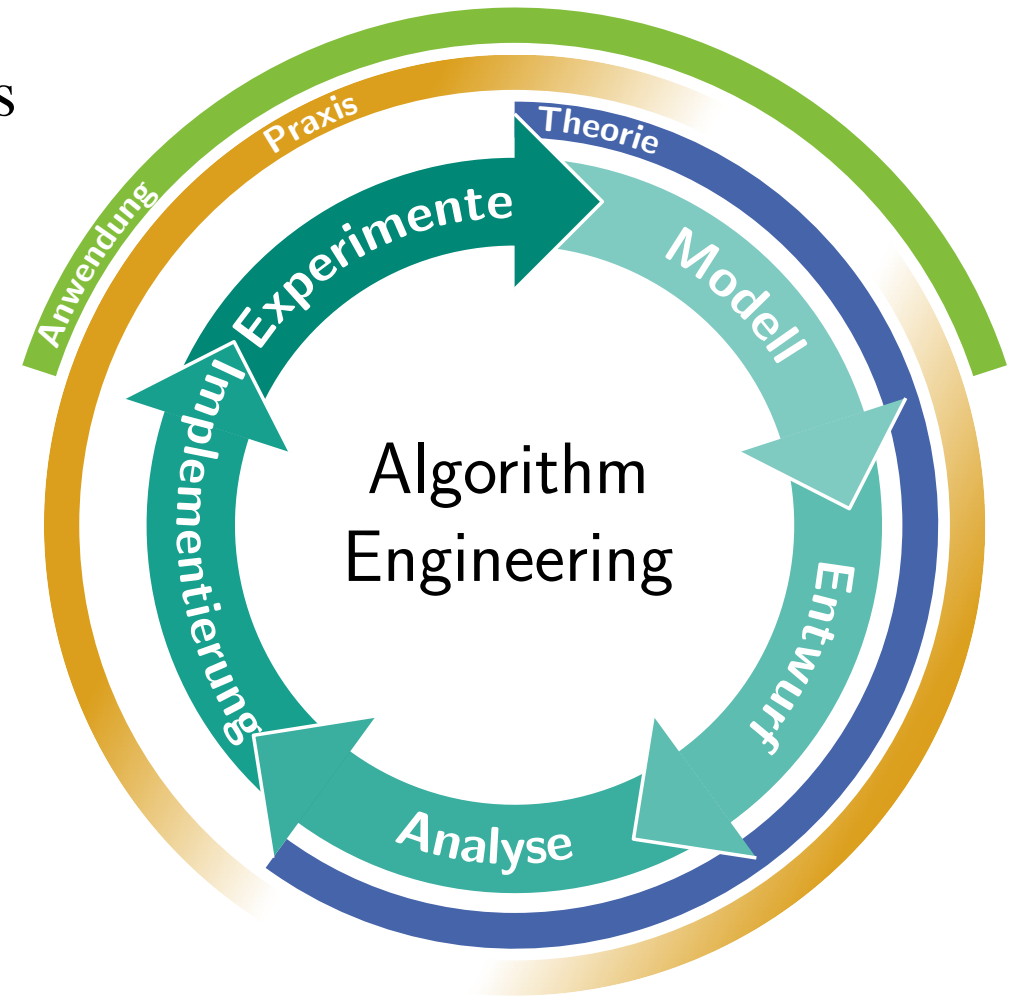 s
Anwendung
Praxis
Theorie
Experimente
Modell
Implementierung
Algorithm
Engineering
Entwurf
Analyse